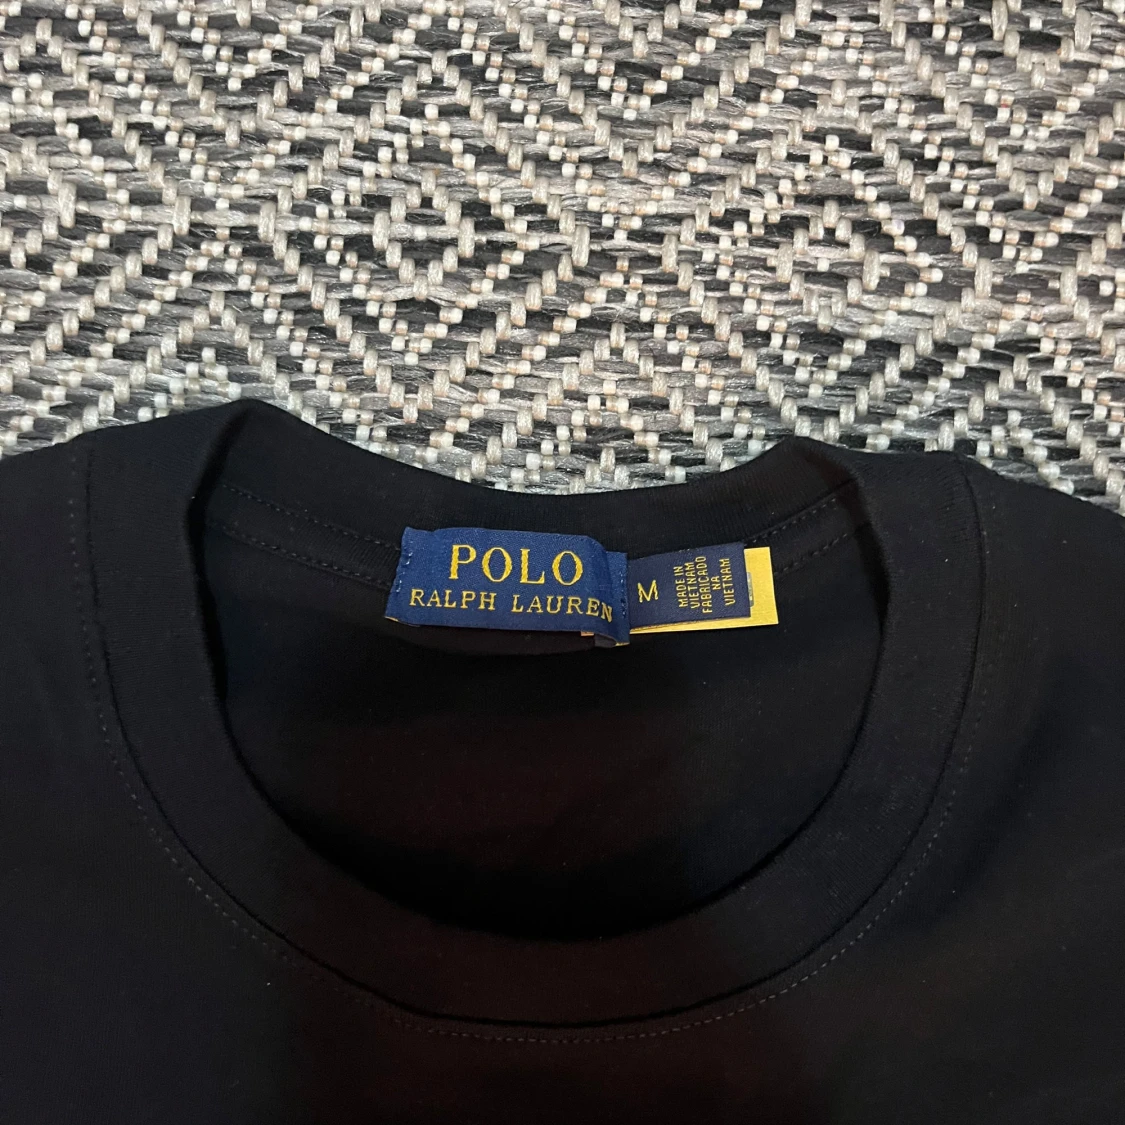 POLO
RALPH LAUREN
M
MADE IN
VIETNAM
FABRICADO
NA
VIETNAM